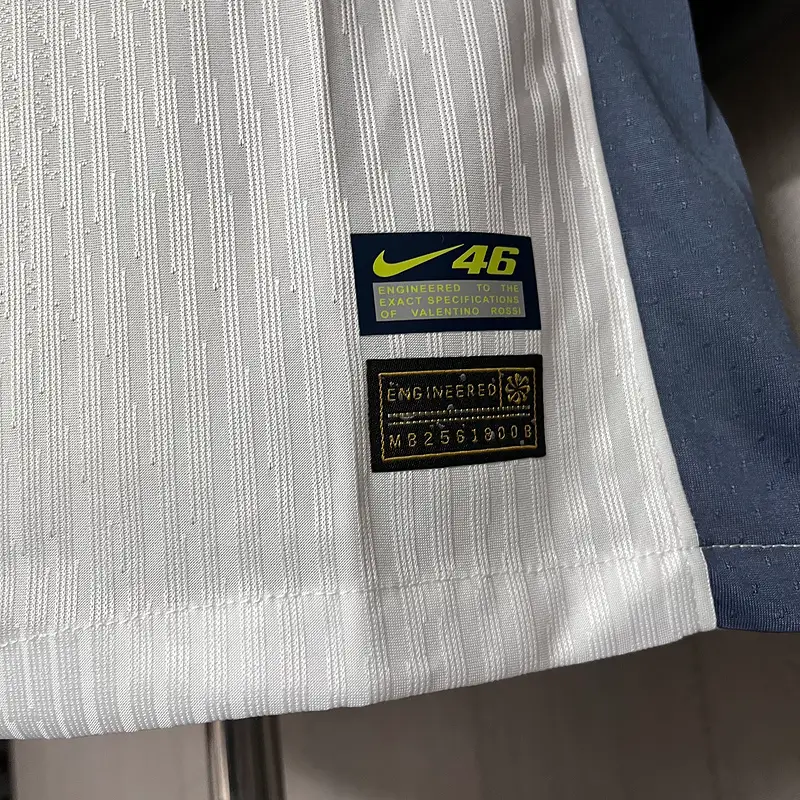 46
ENGINEERED TO THE
EXACT SPECIFICATIONS
OF VALENTINO ROSSI
ENGINEERED
MB2561800B